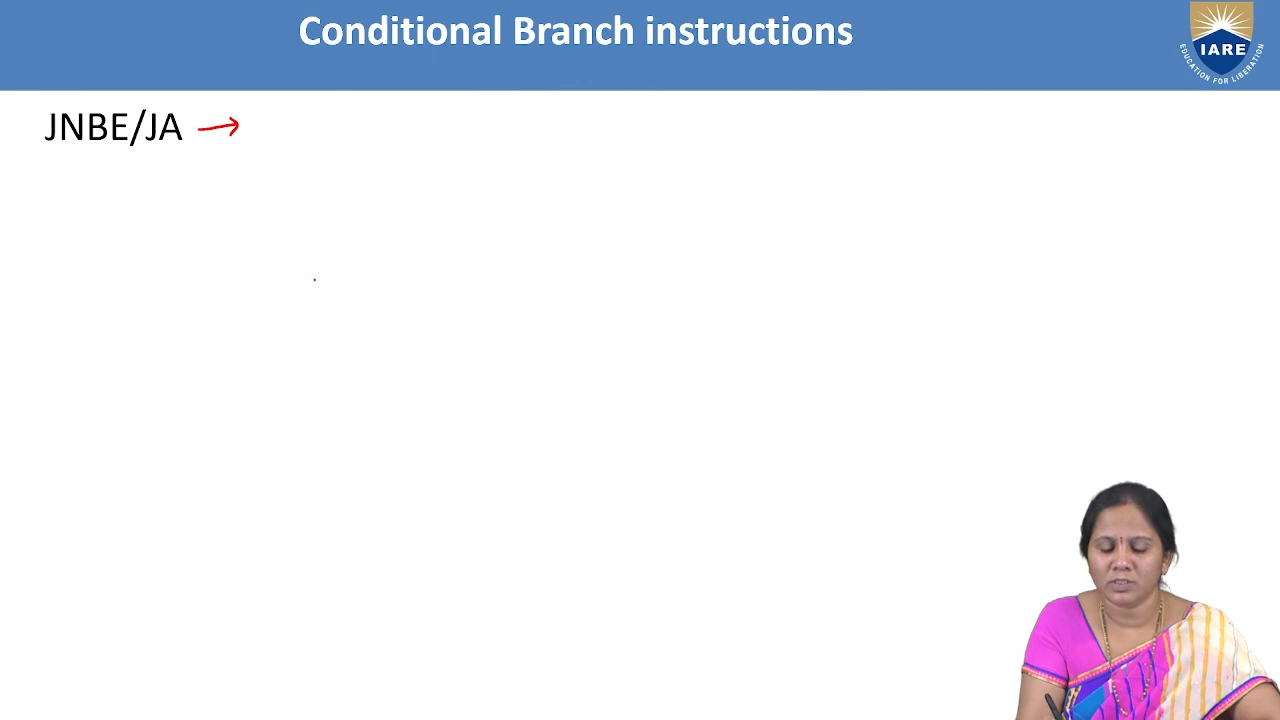 Conditional Branch instructions
IARE
EDUCATION FOR LIBERATION
JNBE/JA →